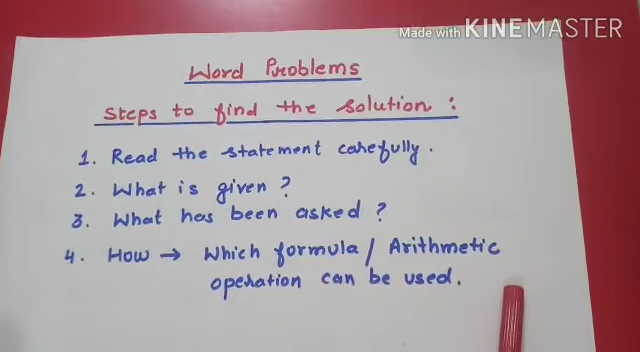 Made with KINEMASTER
Word Problems
Steps to find the solution :
1. Read the statement carefully.
2. What is given ?
3. What has been asked ?
4. How → Which formula / Arithmetic
operation can be used.